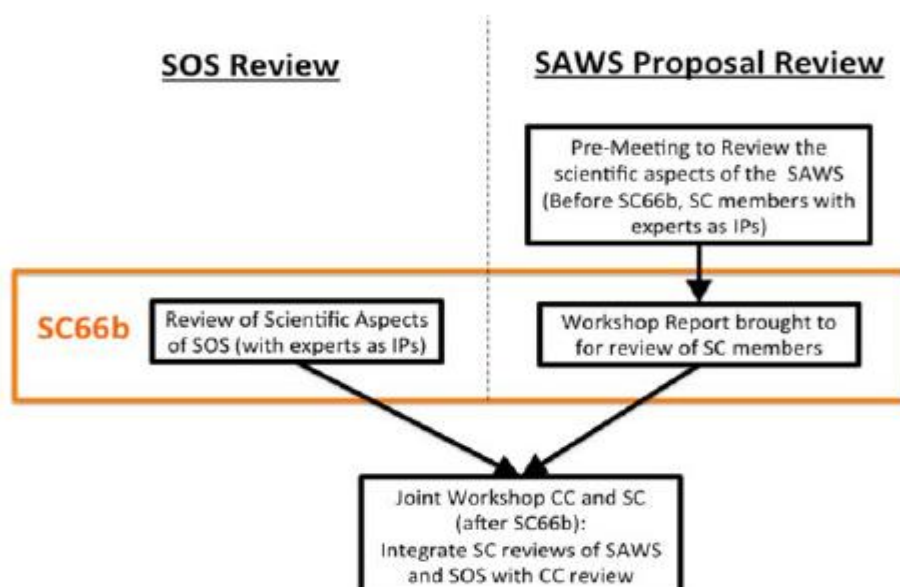 SOS Review
SAWS Proposal Review
Pre-Meeting to Review the
scientific aspects of the SAWS
(Before SC66b, SC members with
experts as IPs)
SC66b
Review of Scientific Aspects
of SOS (with experts as IPs)
Workshop Report brought to
for review of SC members
Joint Workshop CC and SC
(after SC66b):
Integrate SC reviews of SAWS
and SOS with CC review